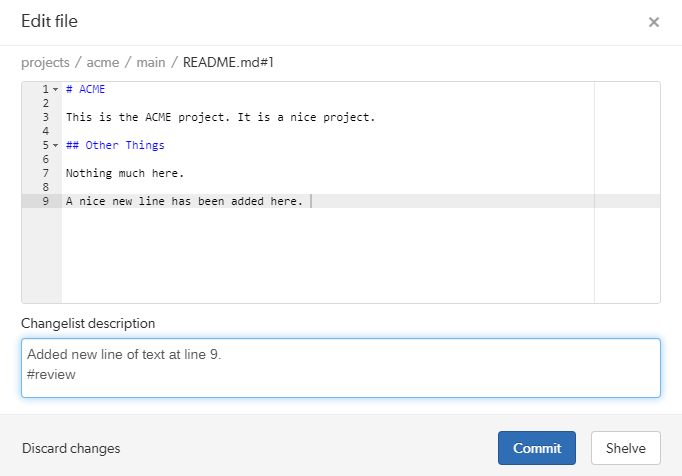 Edit file ×
projects / acme / main / README.md#1
1 # ACME
2
3 This is the ACME project. It is a nice project.
4
5 ## Other Things
6
7 Nothing much here.
8
9 A nice new line has been added here.
Changelist description
Added new line of text at line 9.
#review
Discard changes Commit Shelve